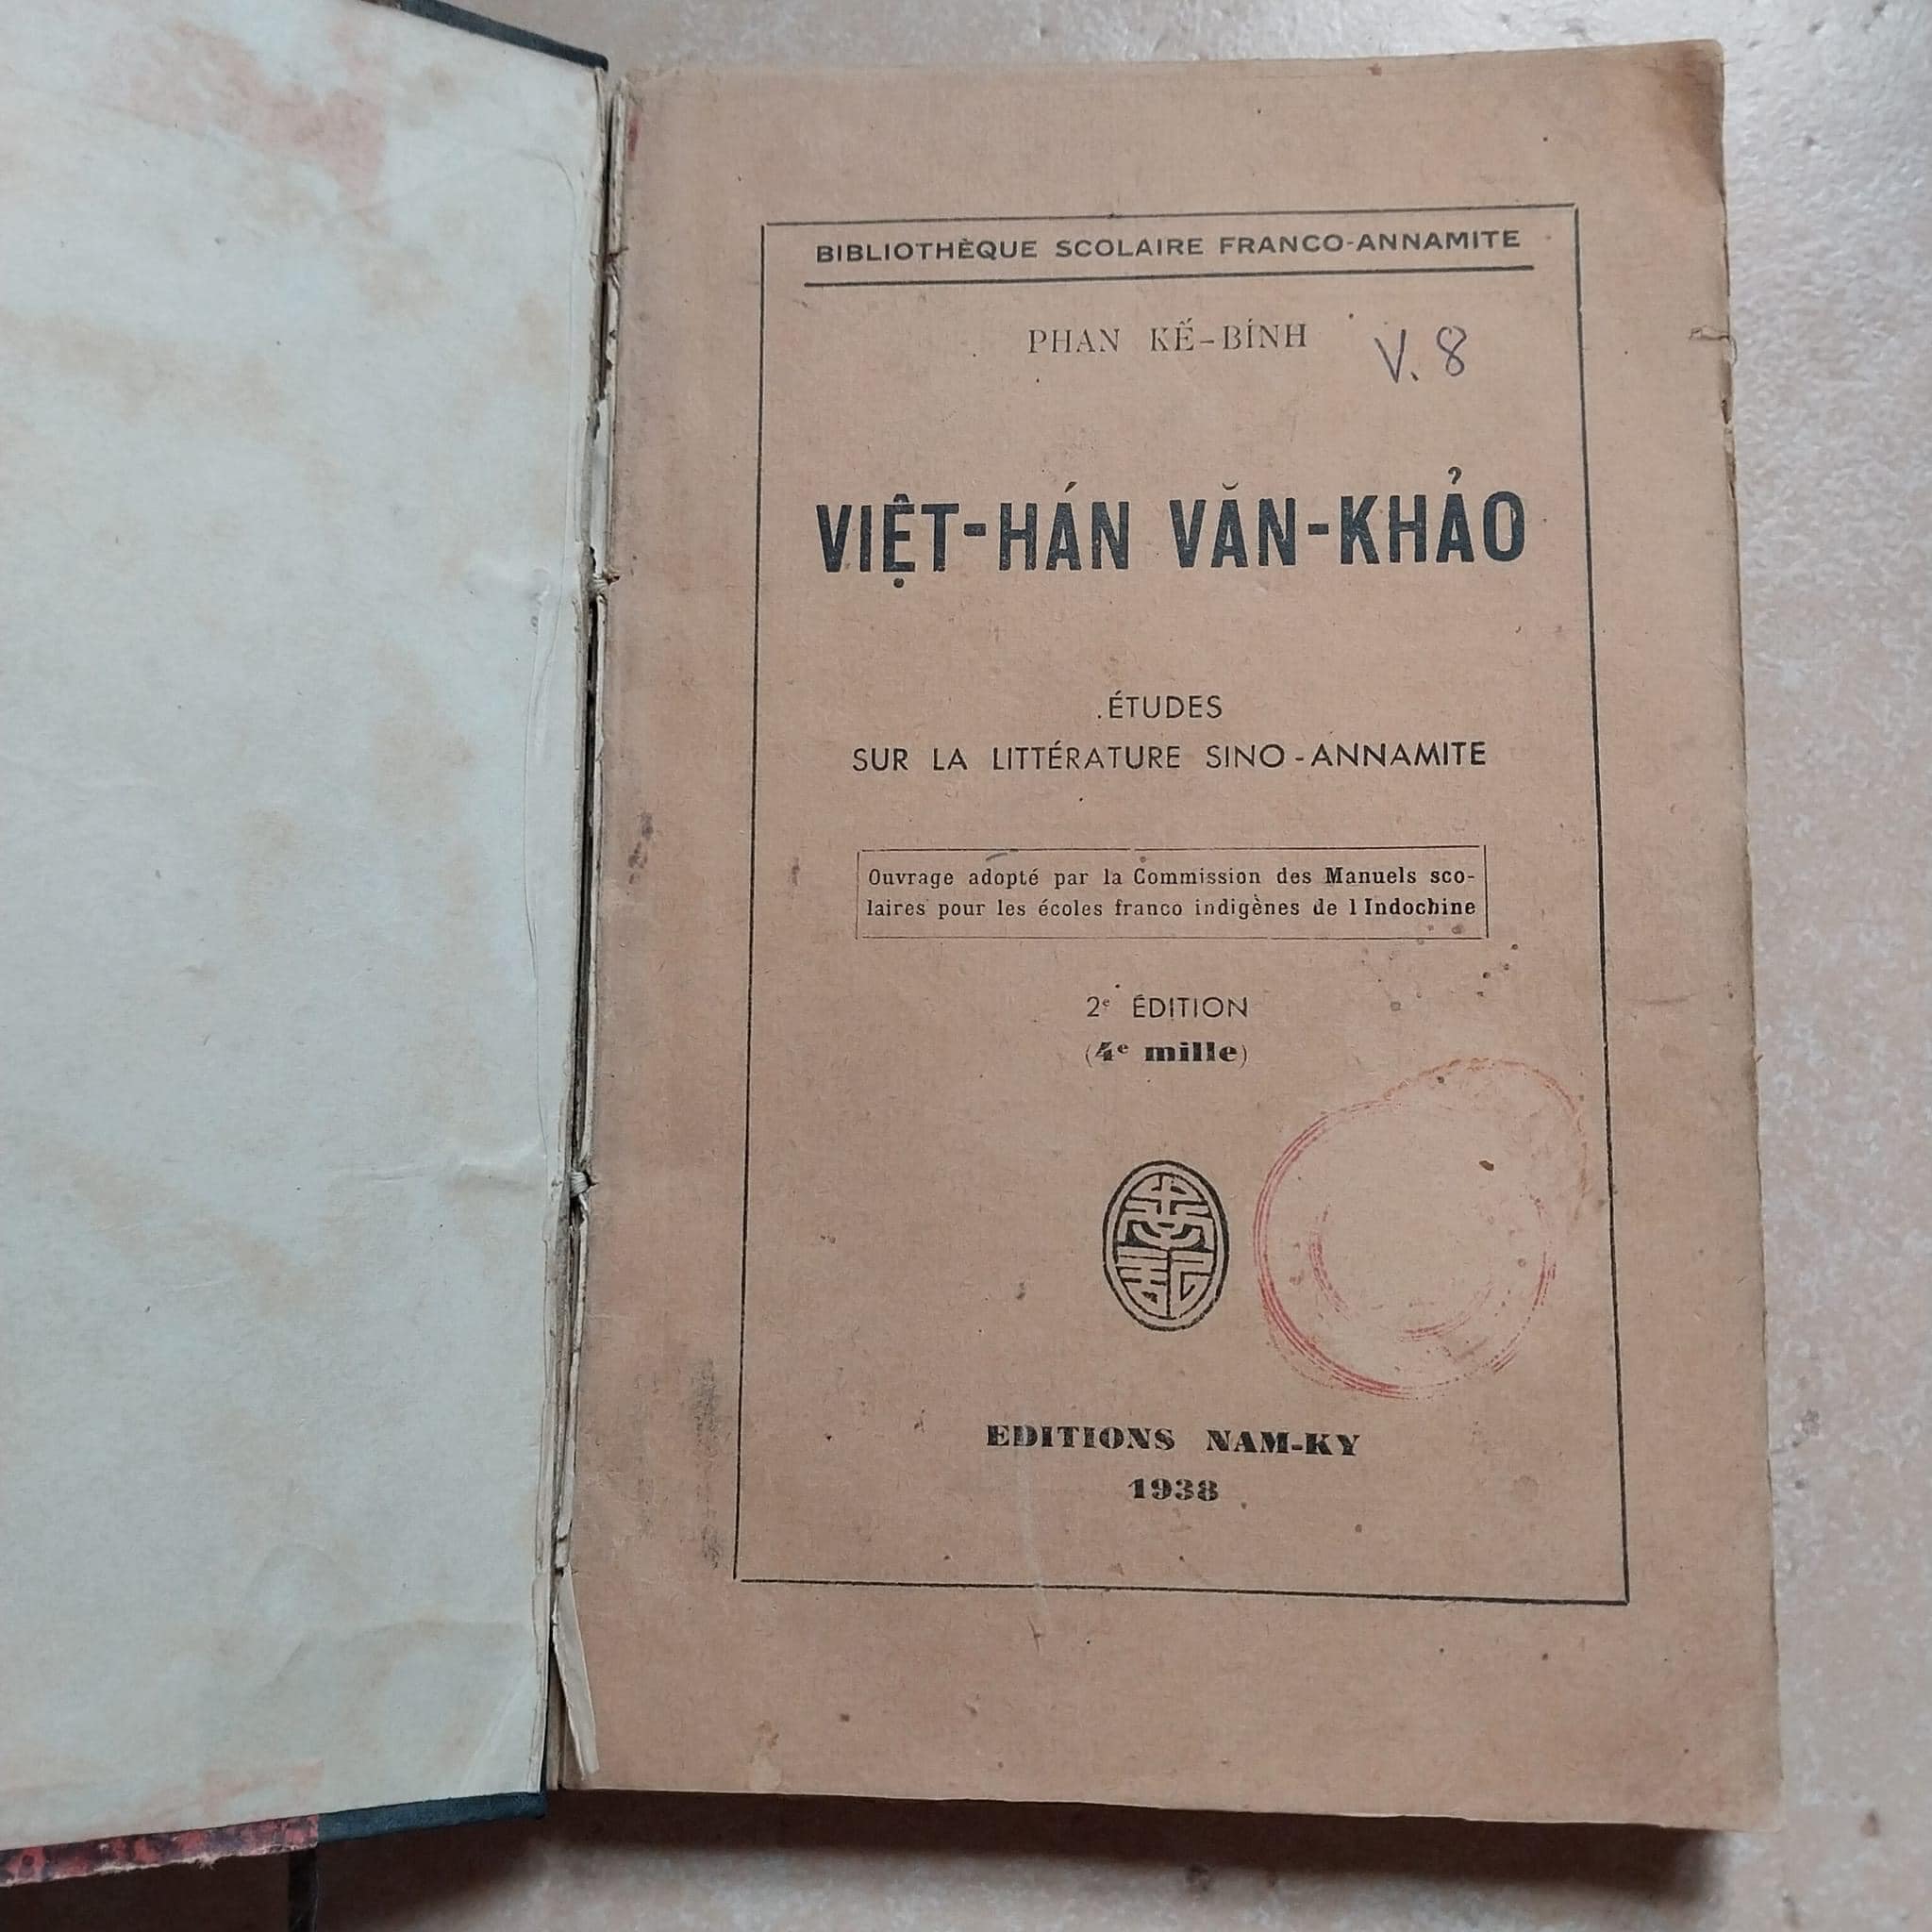 BIBLIOTHÈQUE SCOLAIRE FRANCO-ANNAMITE
PHAN KẾ-BÍNH
V. 8
VIỆT-HÁN VĂN-KHẢO
ÉTUDES
SUR LA LITTÉRATURE SINO-ANNAMITE
Ouvrage adopté par la Commission des Manuels sco-
laires pour les écoles franco indigènes de l Indochine
2e ÉDITION
(4e mille)
南記
EDITIONS NAM-KY
1938